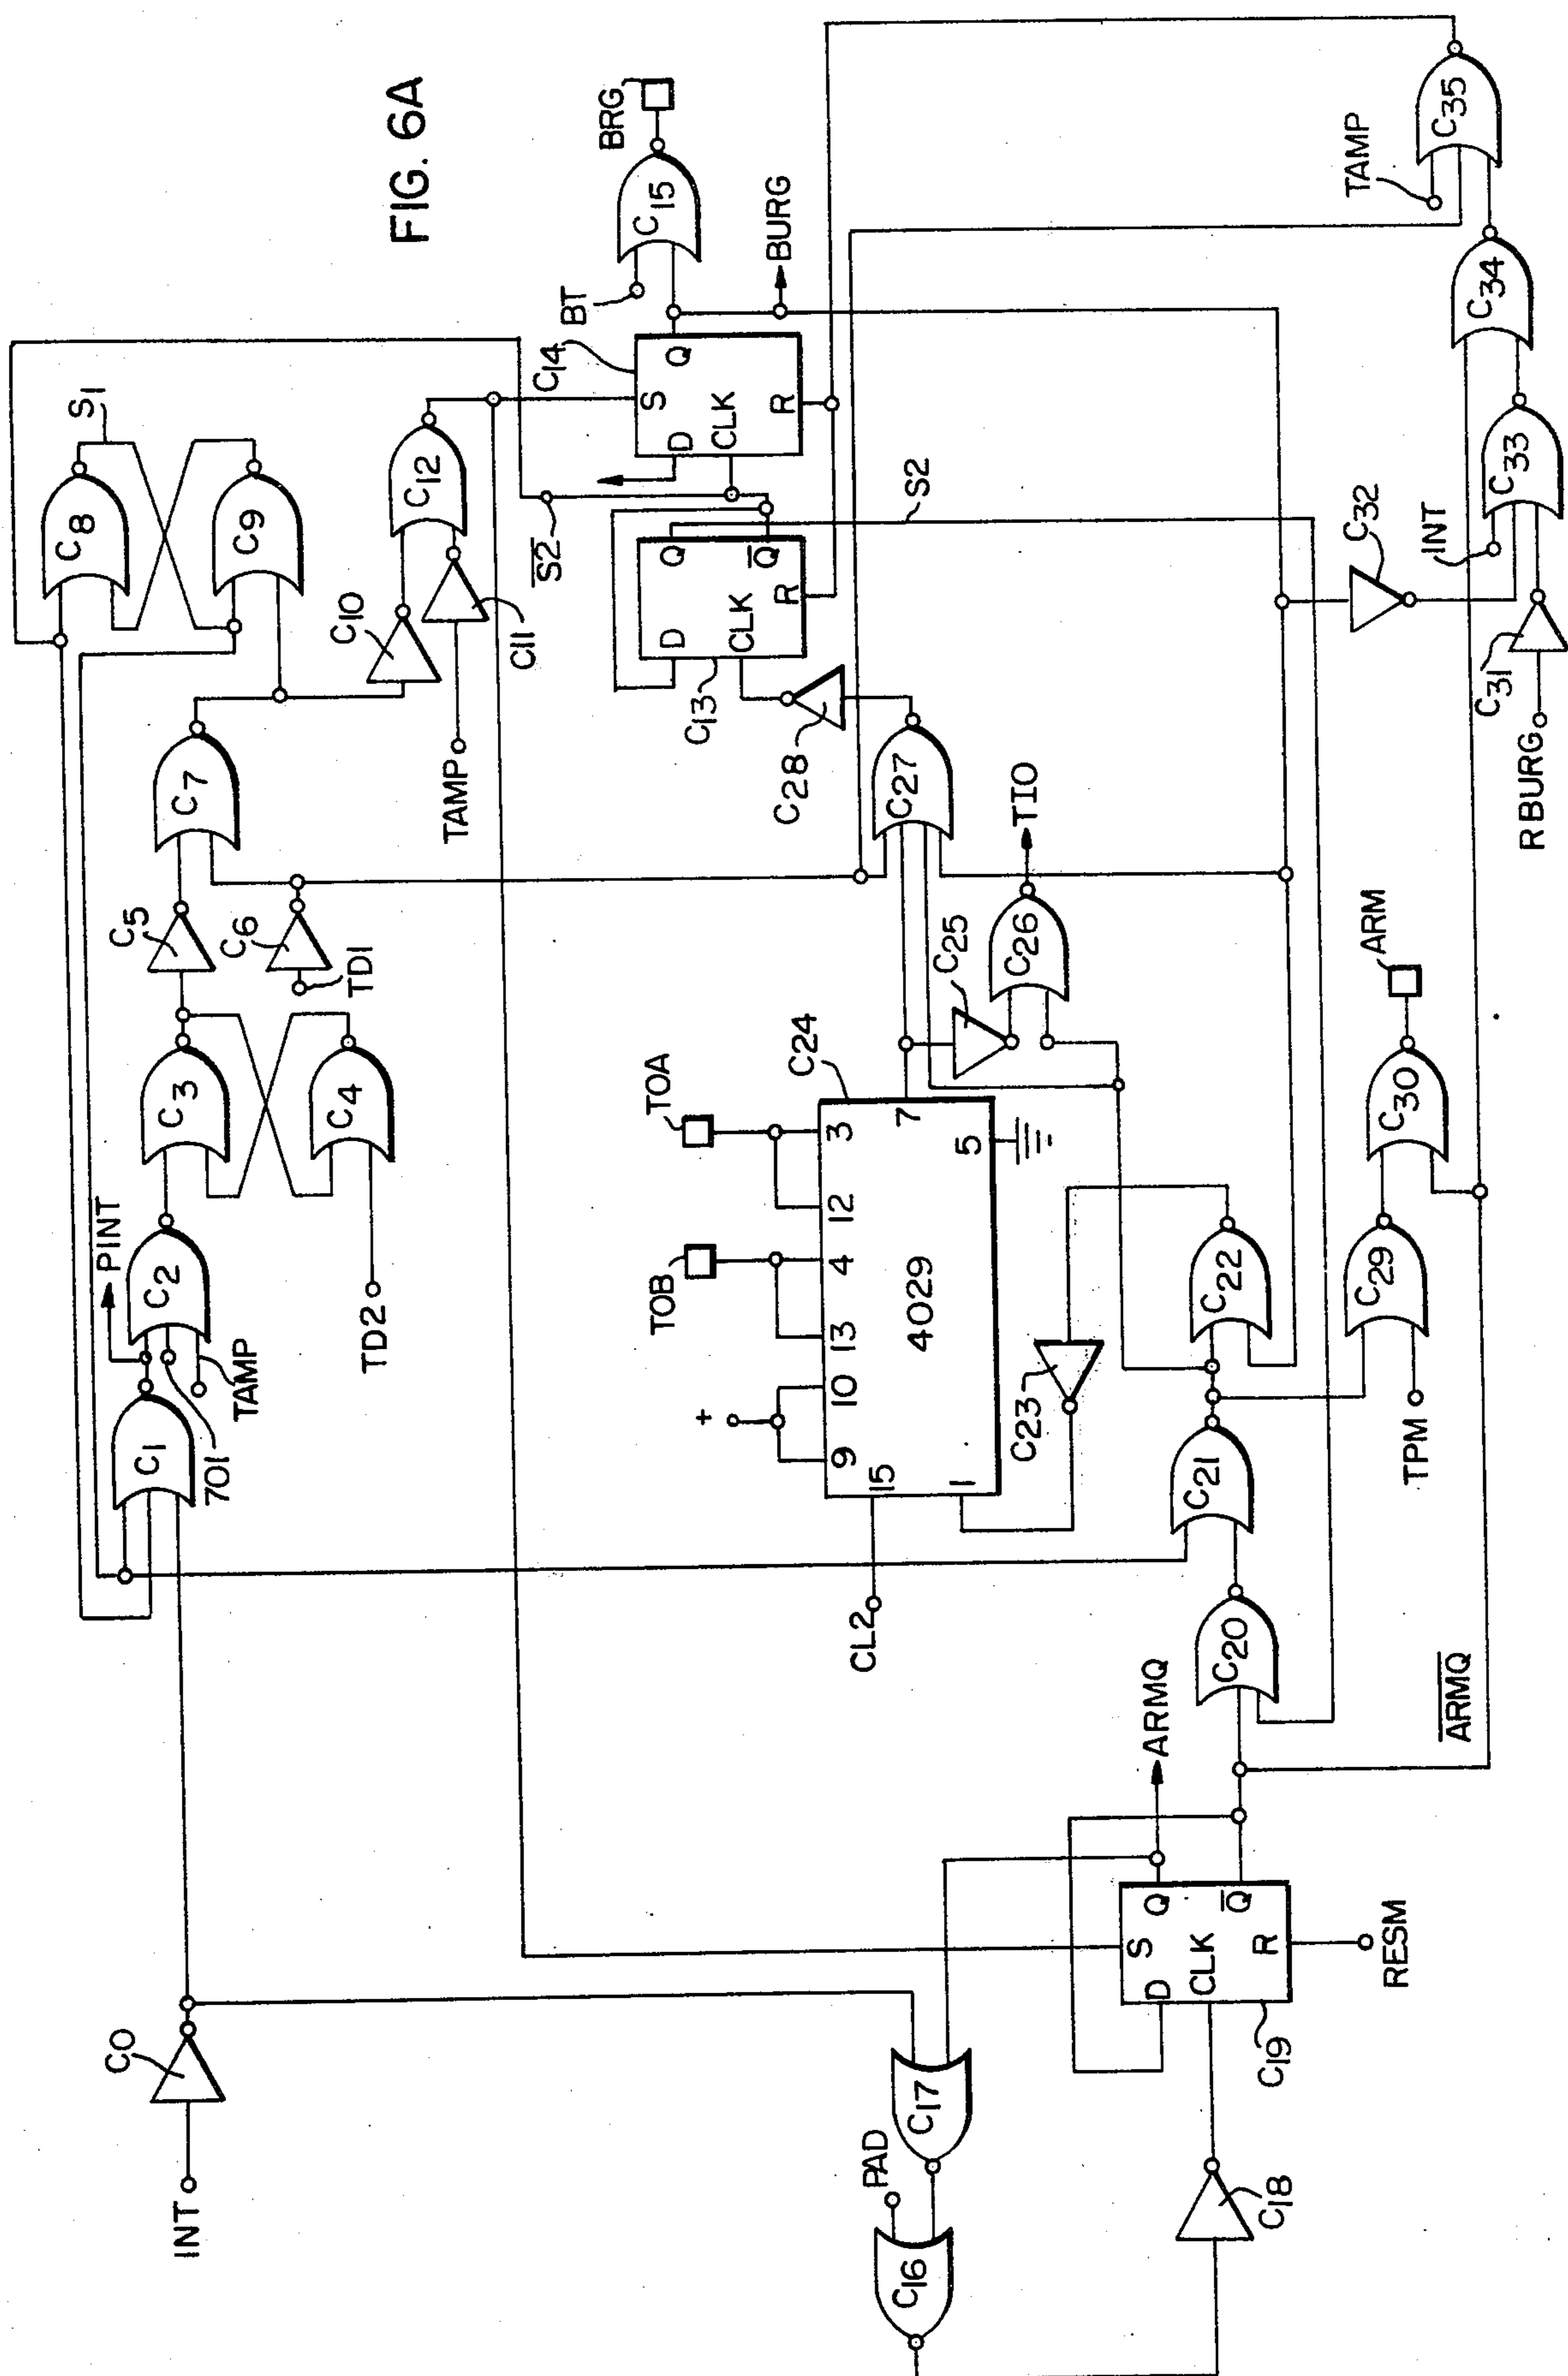 FIG. 6A
S1
C8
C9
C12
C10
C11
TAMP
C5
C6
TD1
C7
C3
C4
TD2
PINT
C2
TAMP
701
C1
C0
INT
BRG
C15
BT
BURG
C14
S
D
Q
CLK
R
S2
Q
D
Q
CLK
R
C13
S2
C28
C27
TIO
C26
C25
C24
TOA
TOB
+
3
12
4
13
10
9
15
7
5
1
4029
CL2
C23
C22
C21
C20
ARM
C30
C29
TPM
ARMQ
ARMQ
S
Q
D
CLK
Q
R
C19
RESM
C17
PAD
C16
C18
C35
TAMP
C34
C33
INT
C32
C31
RBURG